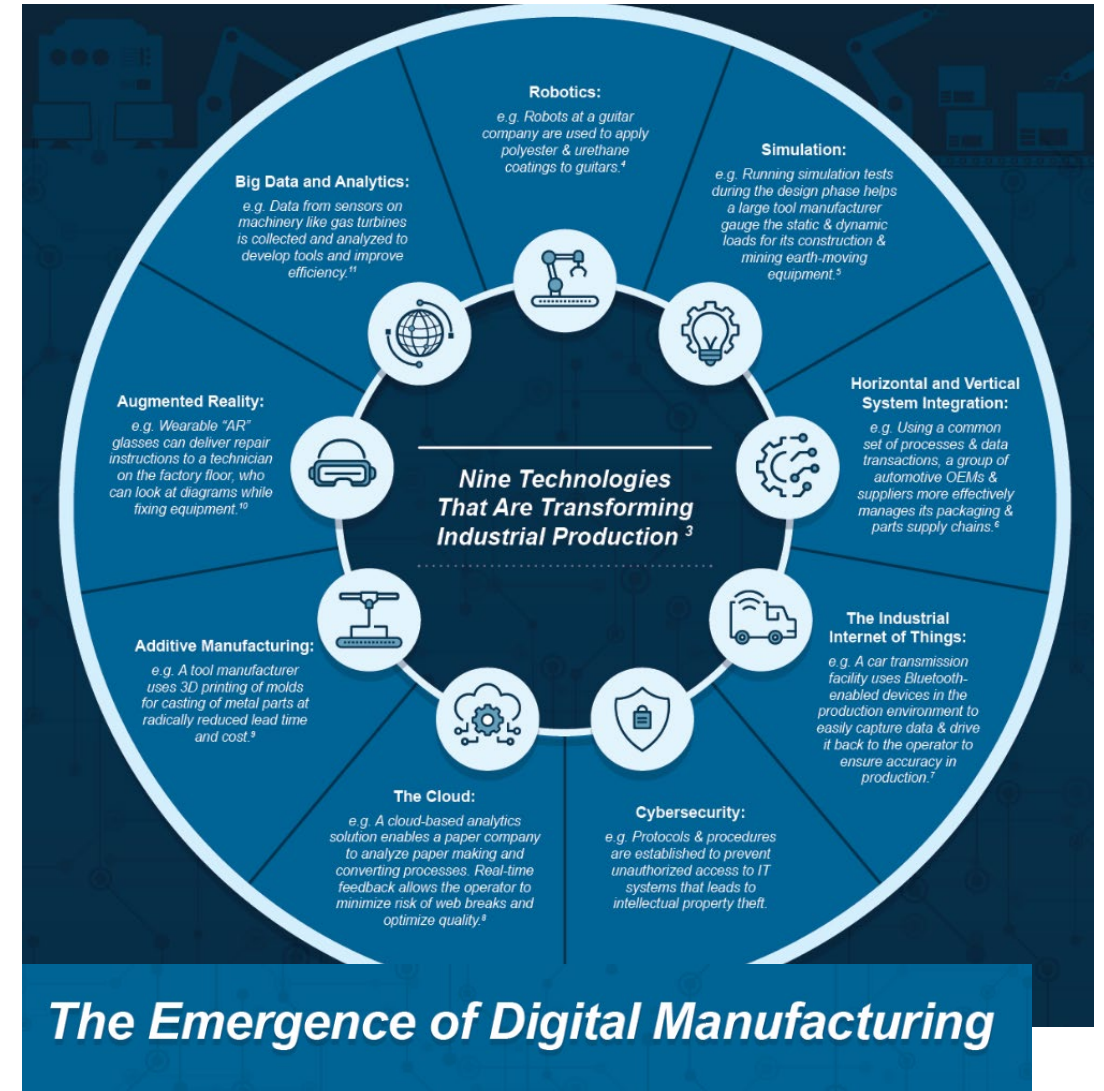 Robotics:
e.g. Robots at a guitar
company are used to apply
polyester & urethane
coatings to guitars.⁴
Simulation:
e.g. Running simulation tests
during the design phase helps
a large tool manufacturer
gauge the static & dynamic
loads for its construction &
mining earth-moving
equipment.⁵
Horizontal and Vertical
System Integration:
e.g. Using a common
set of processes & data
transactions, a group of
automotive OEMs &
suppliers more effectively
manages its packaging &
parts supply chains.⁶
The Industrial
Internet of Things:
e.g. A car transmission
facility uses Bluetooth-
enabled devices in the
production environment to
easily capture data & drive
it back to the operator to
ensure accuracy in
production.⁷
Cybersecurity:
e.g. Protocols & procedures
are established to prevent
unauthorized access to IT
systems that leads to
intellectual property theft.
The Cloud:
e.g. A cloud-based analytics
solution enables a paper company
to analyze paper making and
converting processes. Real-time
feedback allows the operator to
minimize risk of web breaks and
optimize quality.⁸
Additive Manufacturing:
e.g. A tool manufacturer
uses 3D printing of molds
for casting of metal parts at
radically reduced lead time
and cost.⁹
Augmented Reality:
e.g. Wearable “AR”
glasses can deliver repair
instructions to a technician
on the factory floor, who
can look at diagrams while
fixing equipment.¹⁰
Big Data and Analytics:
e.g. Data from sensors on
machinery like gas turbines
is collected and analyzed to
develop tools and improve
efficiency.¹¹
Nine Technologies
That Are Transforming
Industrial Production ³
The Emergence of Digital Manufacturing